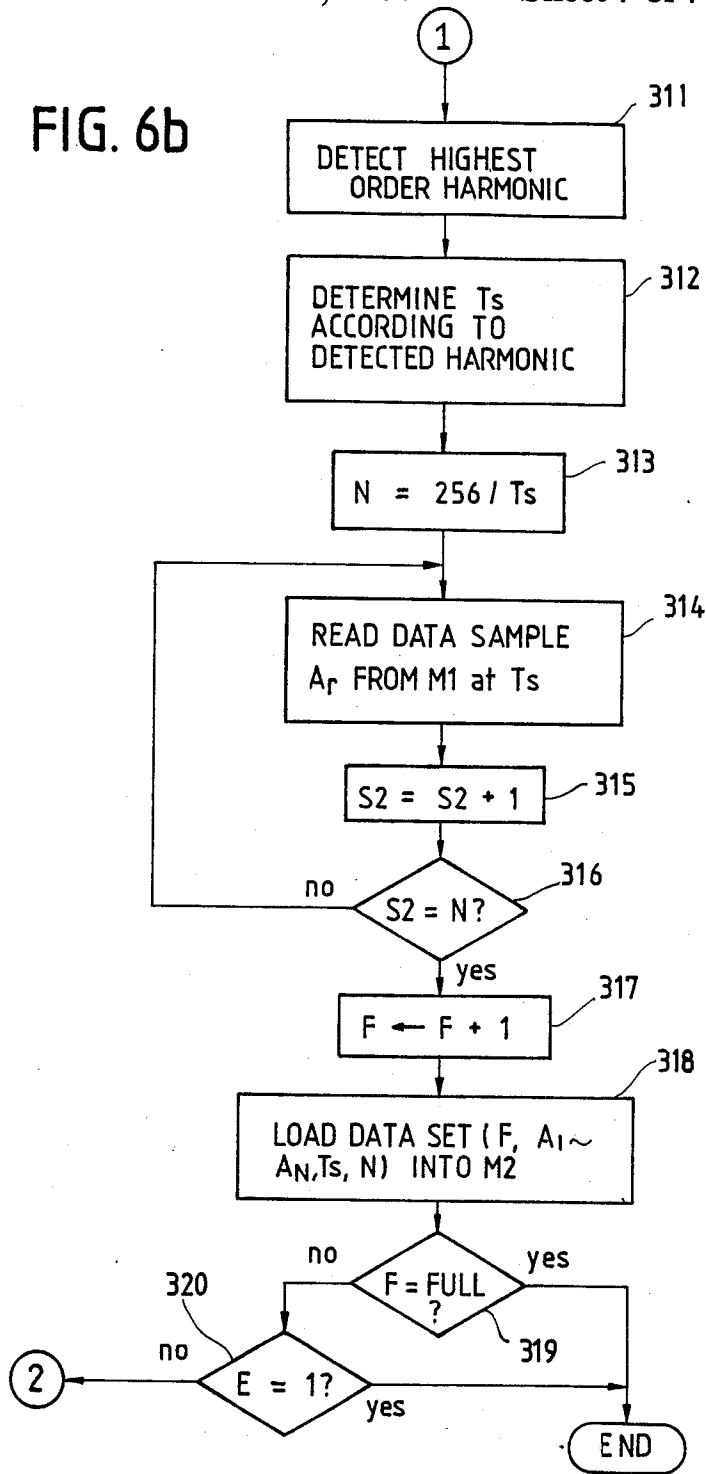 1
FIG. 6b
311
DETECT HIGHEST
ORDER HARMONIC
312
DETERMINE Ts
ACCORDING TO
DETECTED HARMONIC
313
N = 256 / Ts
314
READ DATA SAMPLE
Ar FROM M1 at Ts
S2 = S2 + 1
315
no
316
S2 = N?
yes
317
F ← F + 1
318
LOAD DATA SET (F, A1~
AN,Ts, N) INTO M2
no
yes
F = FULL
?
319
320
no
2
E = 1?
yes
END